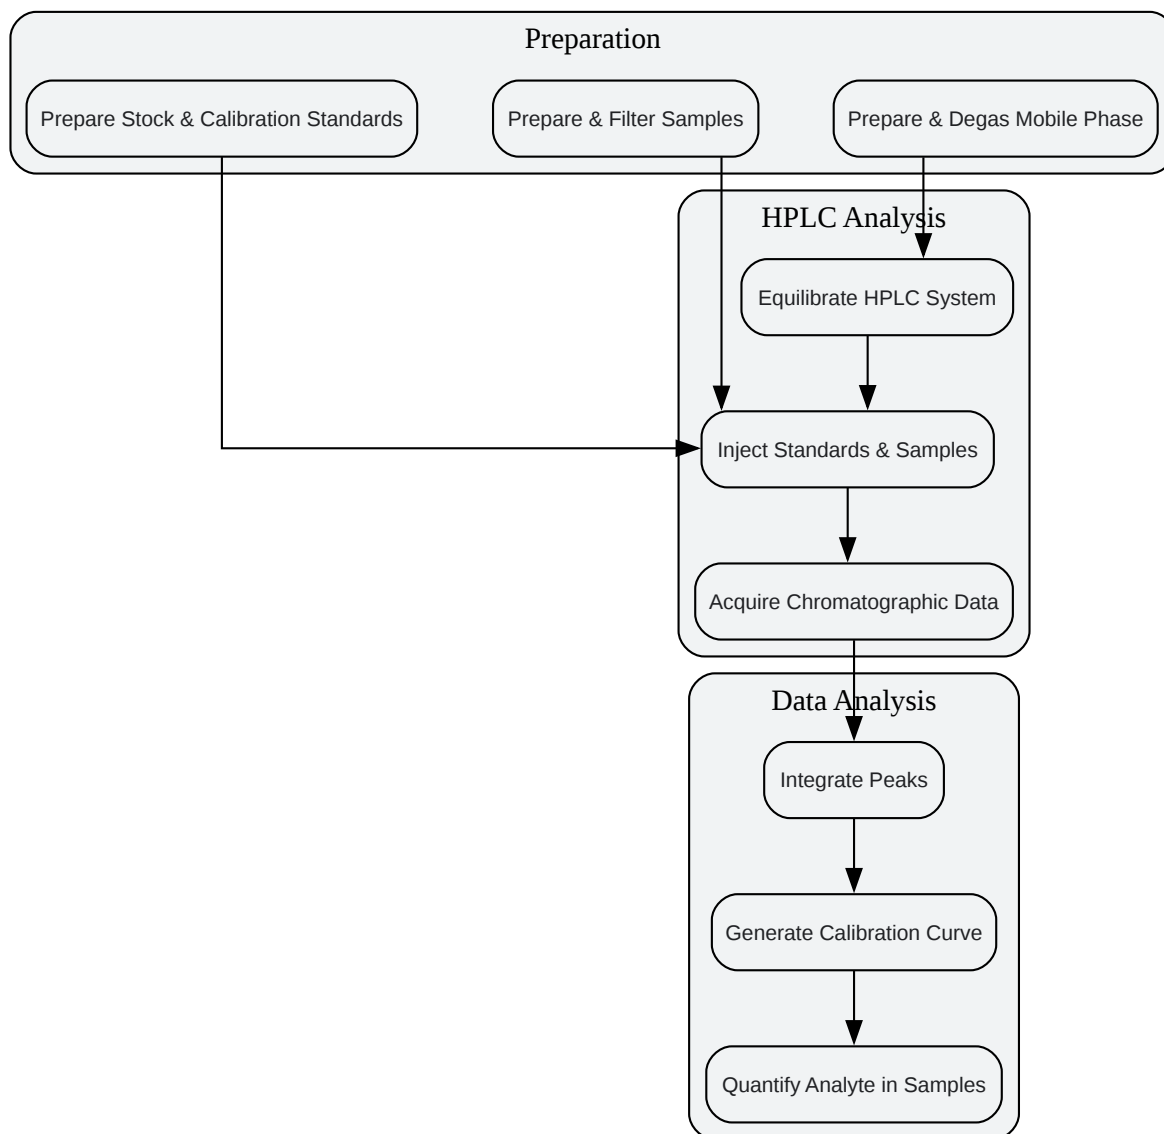 Preparation
Prepare Stock & Calibration Standards
Prepare & Filter Samples
Prepare & Degas Mobile Phase
HPLC Analysis
Equilibrate HPLC System
Inject Standards & Samples
Acquire Chromatographic Data
Data Analysis
Integrate Peaks
Generate Calibration Curve
Quantify Analyte in Samples